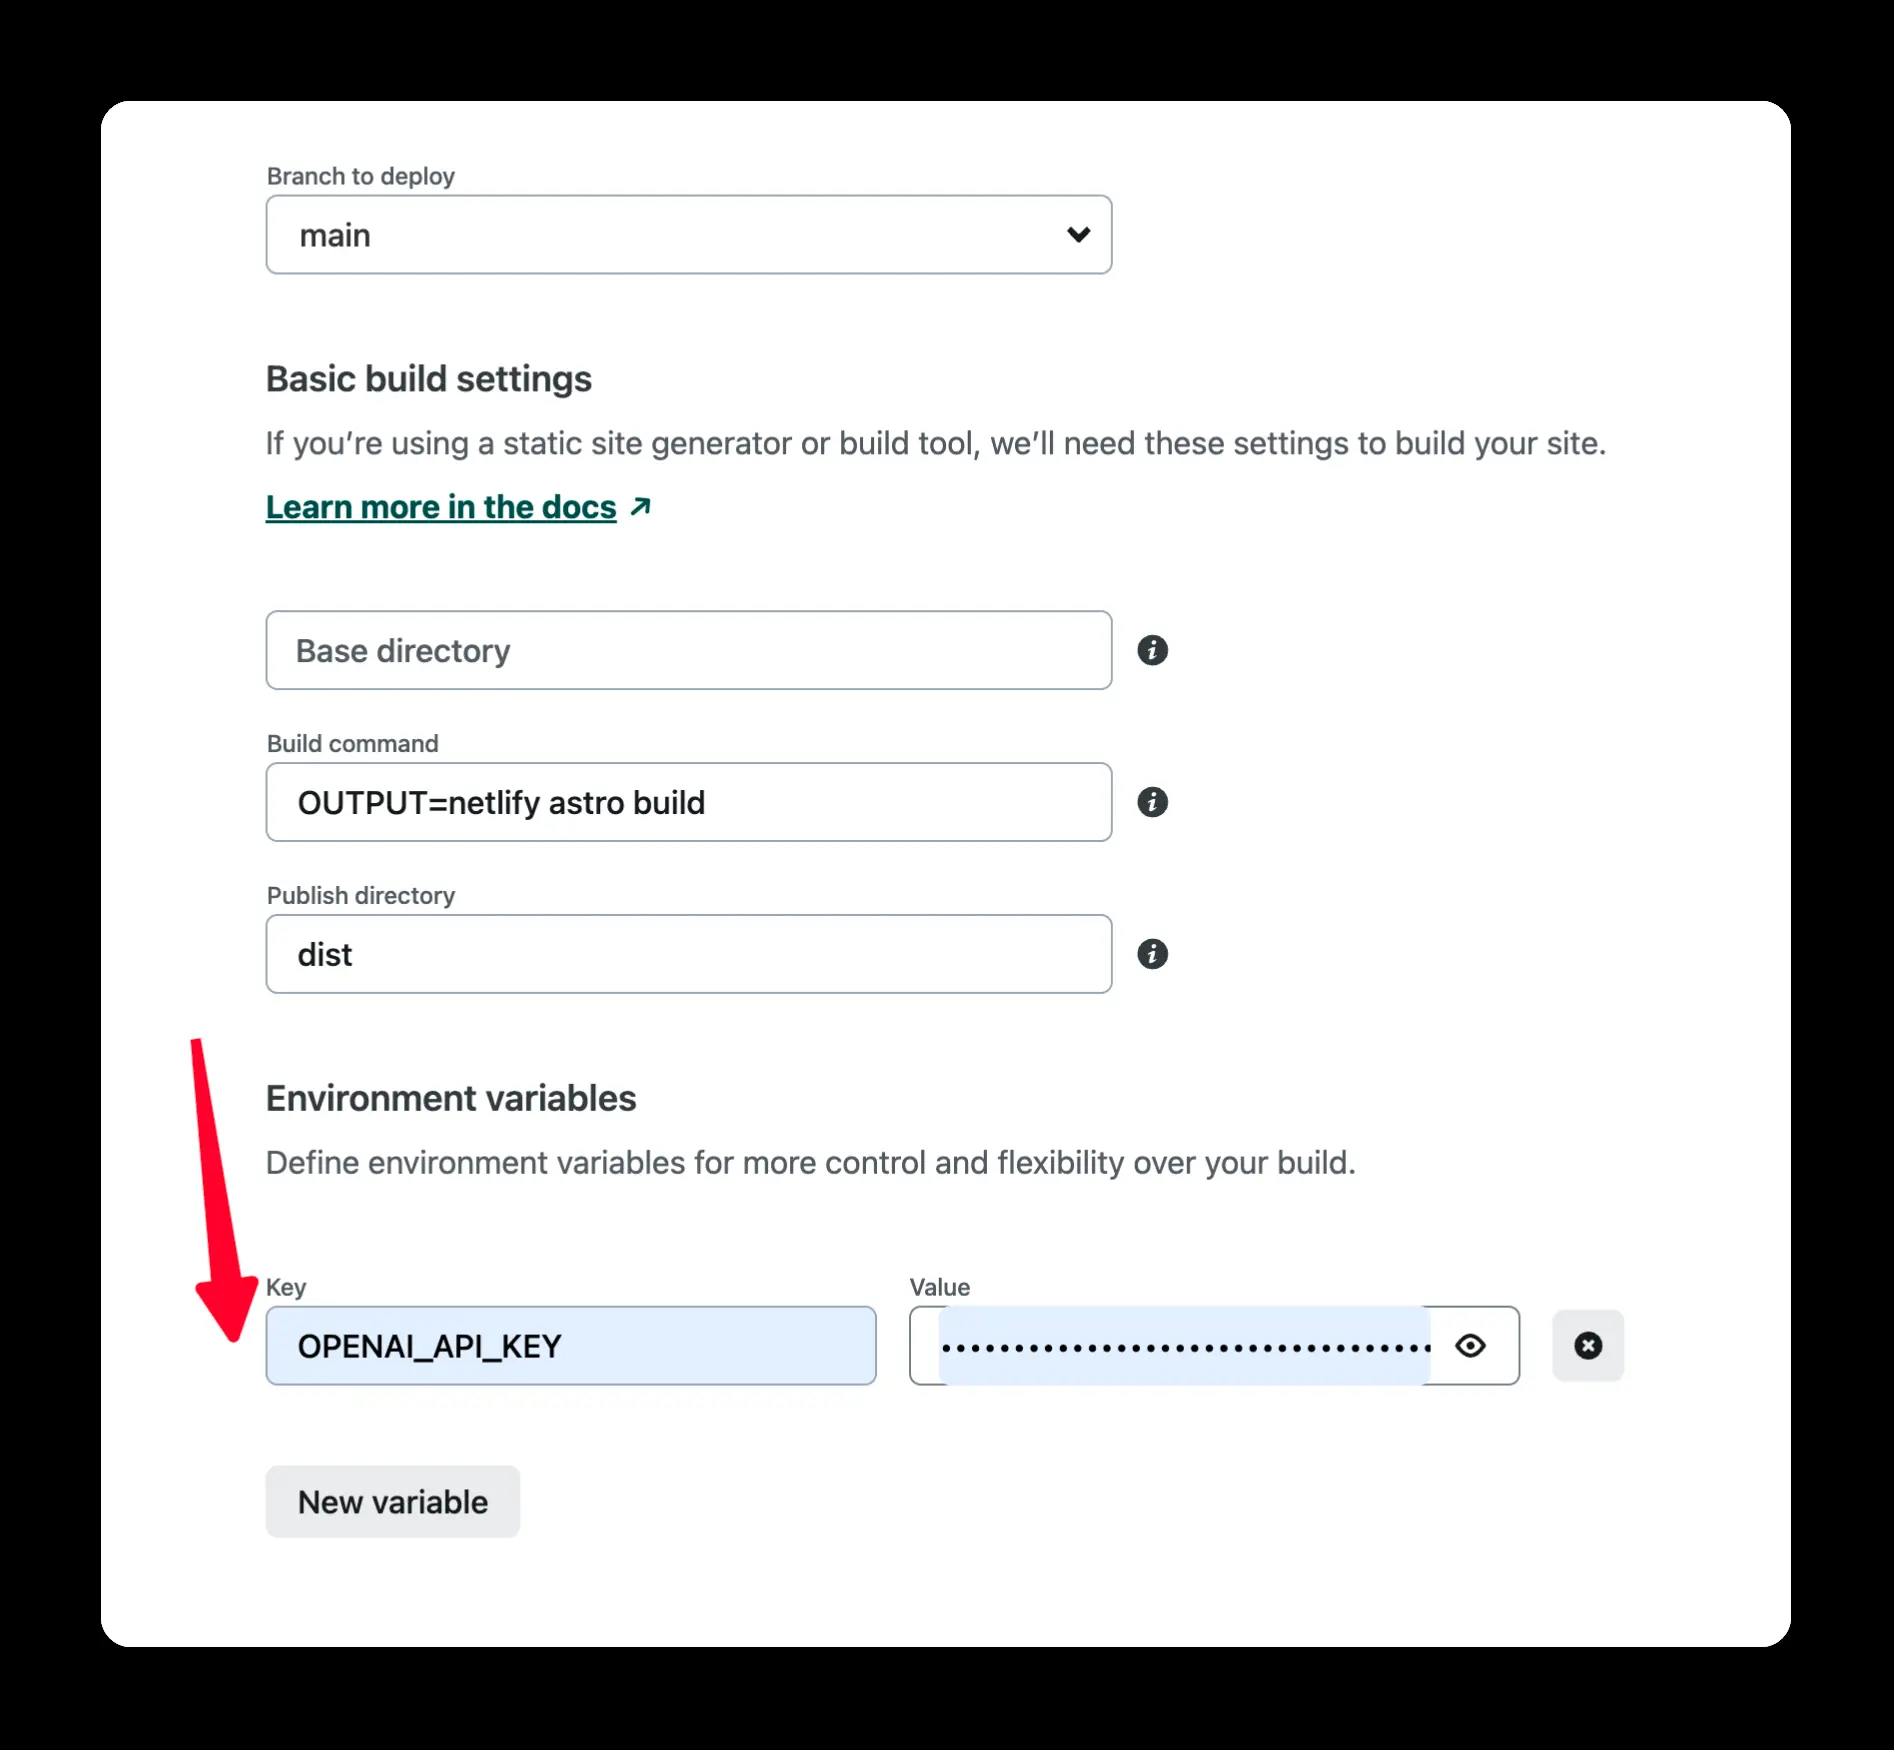 Branch to deploy
main
Basic build settings
If you’re using a static site generator or build tool, we’ll need these settings to build your site.
Learn more in the docs
Base directory
Build command
OUTPUT=netlify astro build
Publish directory
dist
Environment variables
Define environment variables for more control and flexibility over your build.
Key
Value
OPENAI_API_KEY
New variable